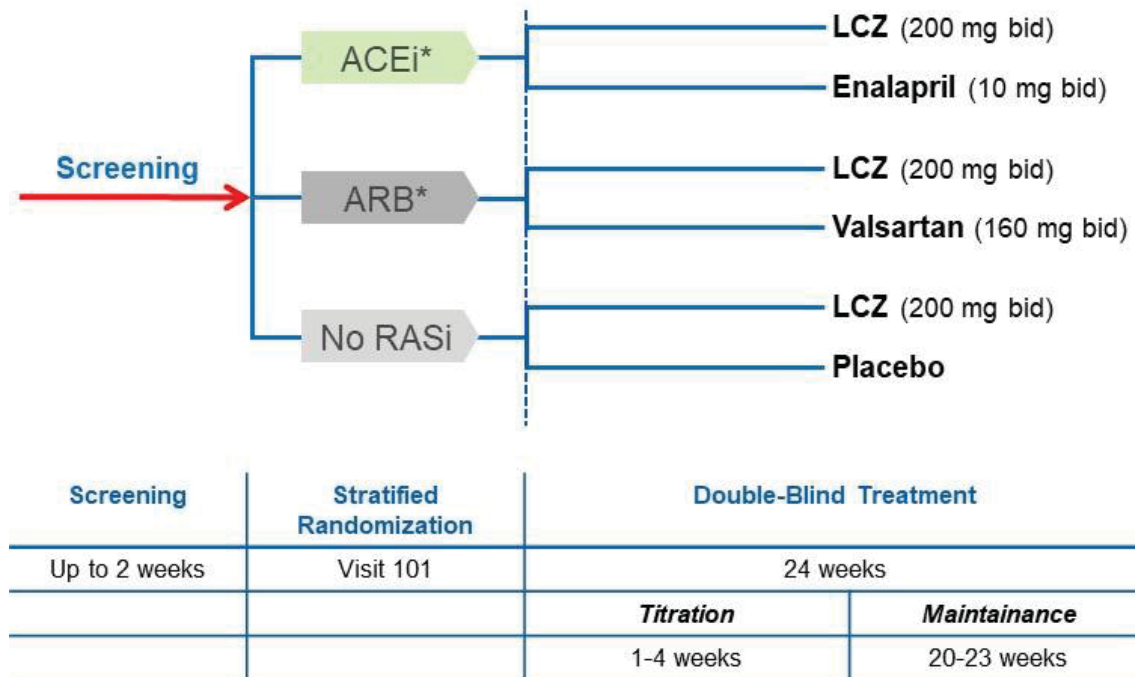 LCZ (200 mg bid)
ACEi*
Enalapril (10 mg bid)
Screening
LCZ (200 mg bid)
ARB*
Valsartan (160 mg bid)
LCZ (200 mg bid)
No RASi
Placebo
Screening
Stratified Randomization
Double-Blind Treatment
Up to 2 weeks
Visit 101
24 weeks
Titration
Maintainance
1-4 weeks
20-23 weeks